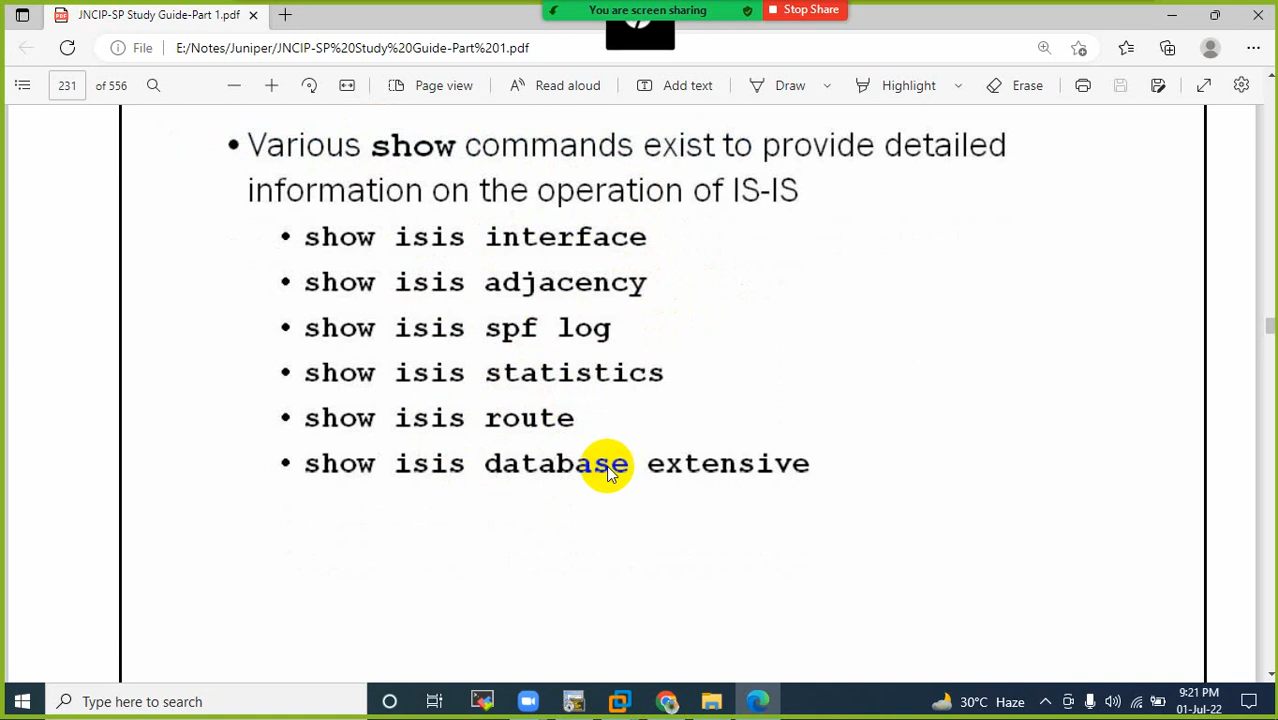 JNCIP-SP Study Guide-Part 1.pdf
You are screen sharing
Stop Share
File
E:/Notes/Juniper/JNCIP-SP%20Study%20Guide-Part%201.pdf
231
of 556
Page view
Read aloud
Add text
Draw
Highlight
Erase
• Various show commands exist to provide detailed
information on the operation of IS-IS
• show isis interface
• show isis adjacency
• show isis spf log
• show isis statistics
• show isis route
• show isis database extensive
Type here to search
30°C Haze
9:21 PM
01-Jul-22